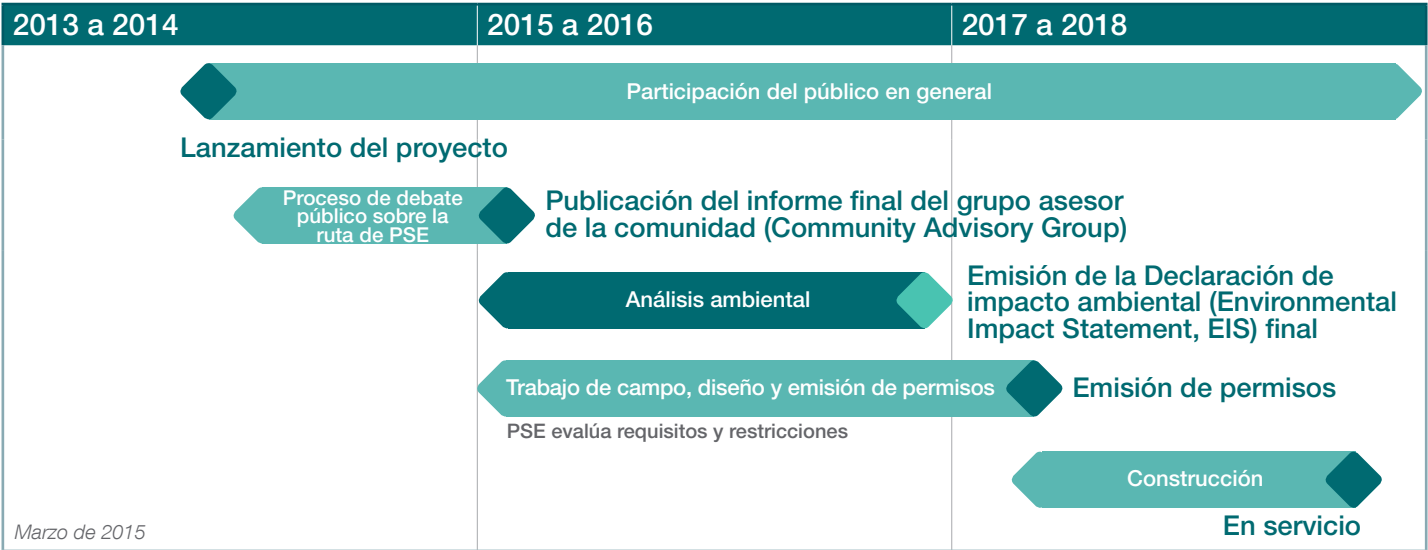 2013 a 2014
2015 a 2016
2017 a 2018
Participación del público en general
Lanzamiento del proyecto
Proceso de debate
público sobre la
ruta de PSE
Publicación del informe final del grupo asesor
de la comunidad (Community Advisory Group)
Análisis ambiental
Emisión de la Declaración de
impacto ambiental (Environmental
Impact Statement, EIS) final
Trabajo de campo, diseño y emisión de permisos
Emisión de permisos
PSE evalúa requisitos y restricciones
Construcción
En servicio
Marzo de 2015